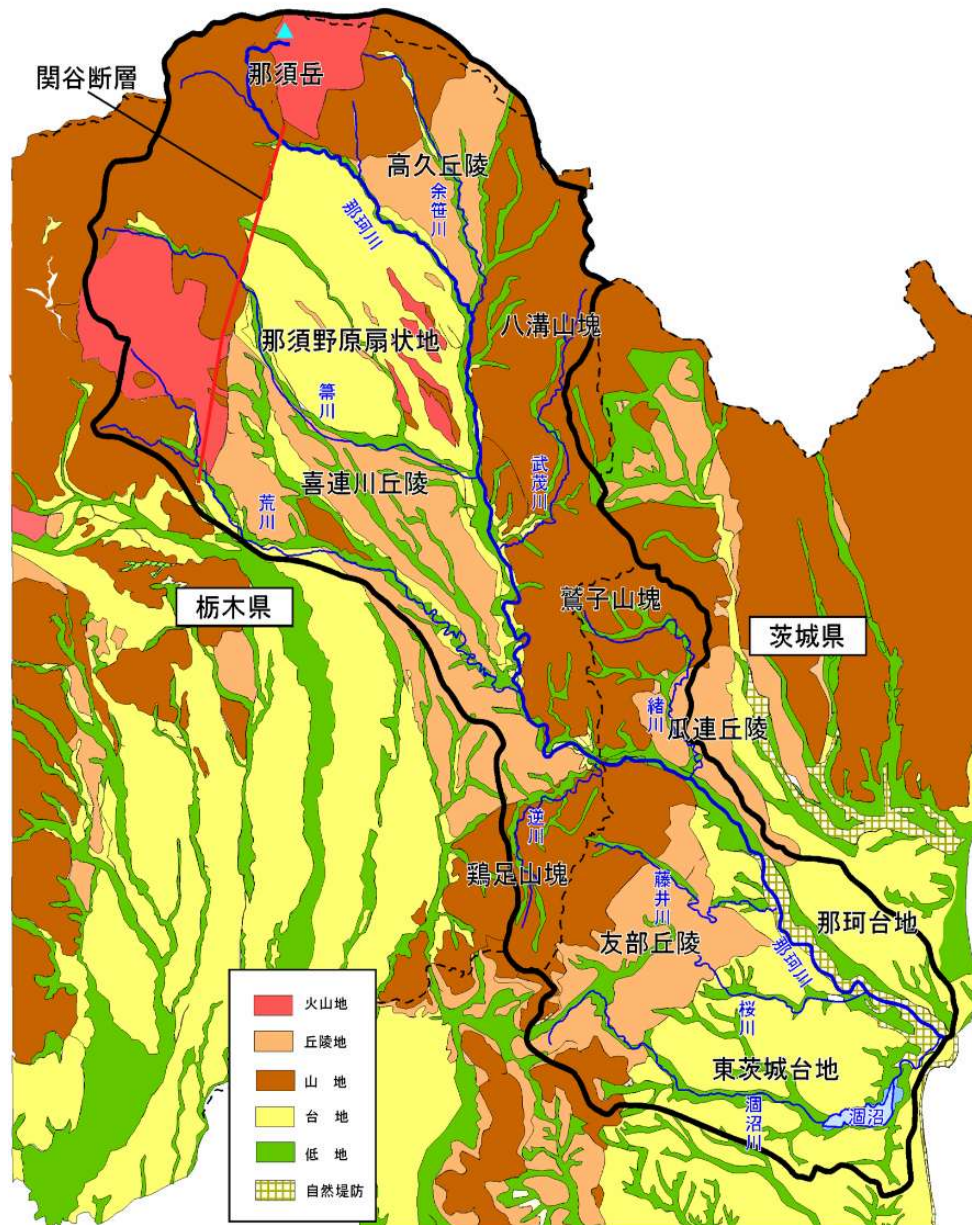 那須岳
関谷断層
高久丘陵
余笹川
那珂川
八溝山塊
那須野原扇状地
箒川
武茂川
喜連川丘陵
荒川
鷲子山塊
栃木県
茨城県
緒川
瓜連丘陵
逆川
鶏足山塊
藤井川
那珂台地
友部丘陵
那珂川
桜川
東茨城台地
涸沼川
涸沼
火山地
丘陵地
山地
台地
低地
自然堤防